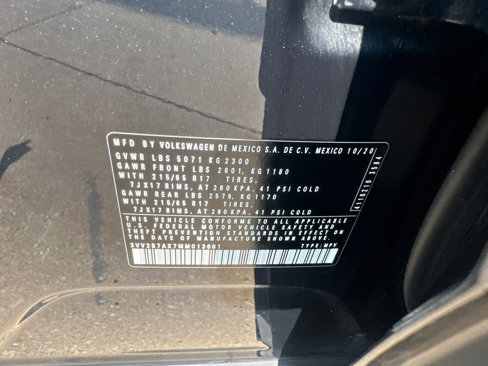 MFD BY VOLKSWAGEN DE MEXICO S.A. DE C.V. MEXICO 10/20
GVWR LBS 5071 KG 2300
GAWR FRONT LBS 2601, KG 1180
WITH 215/65 R17 TIRES,
7JX17 RIMS, AT 280 KPA, 41 PSI COLD
GAWR REAR LBS 2579, KG 1170
WITH 215/65 R17 TIRES,
7JX17 RIMS, AT 280 KPA, 41 PSI COLD
THIS VEHICLE CONFORMS TO ALL APPLICABLE
U.S. FEDERAL MOTOR VEHICLE SAFETY
AND THEFT PREVENTION STANDARDS IN EFFECT ON
THE DATE OF MANUFACTURE SHOWN ABOVE.
TYPE: MPV